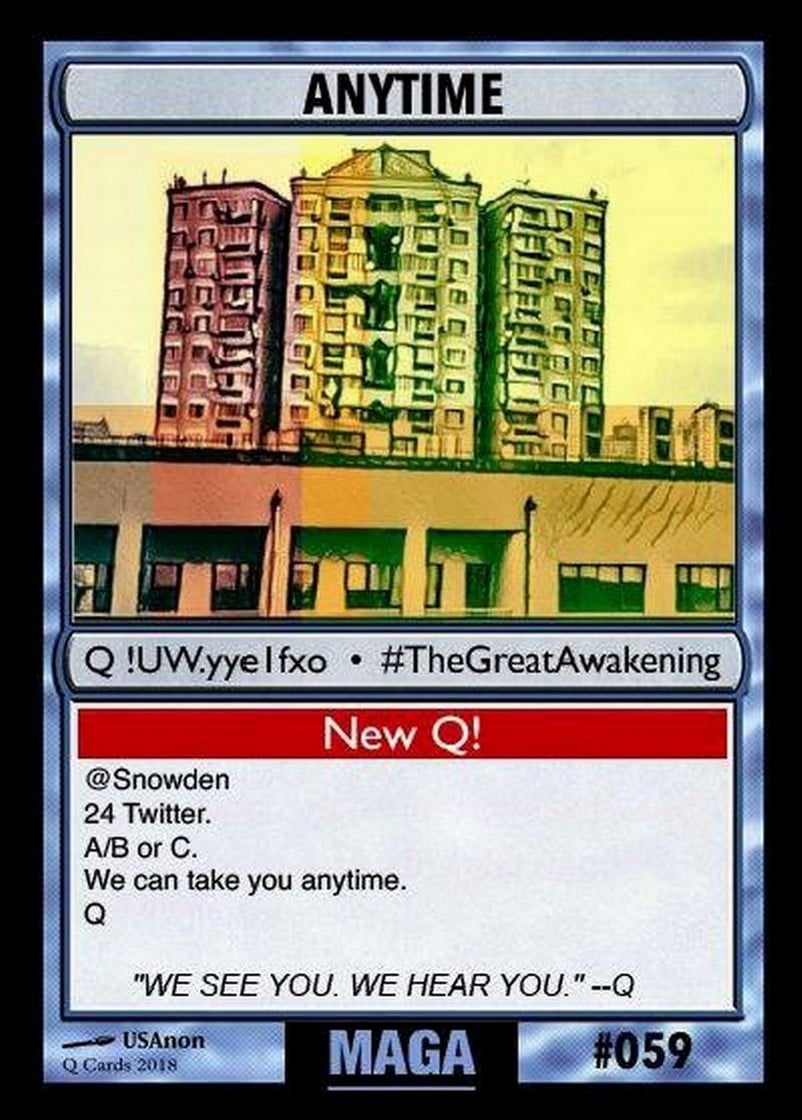 ANYTIME
Q !UW.yye1fxo • #TheGreatAwakening
New Q!
@Snowden
24 Twitter.
A/B or C.
We can take you anytime.
Q
"WE SEE YOU. WE HEAR YOU." --Q
USAnon
Q Cards 2018
MAGA
#059